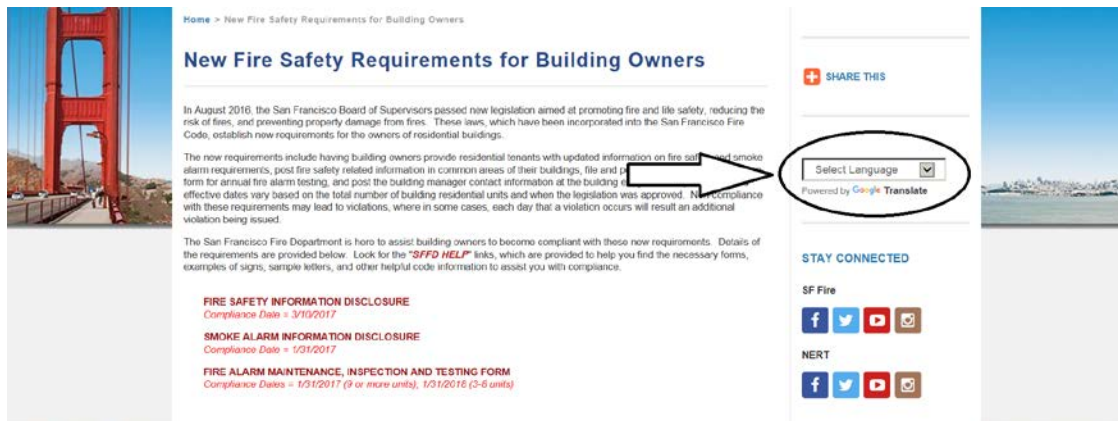 Home > New Fire Safety Requirements for Building Owners
New Fire Safety Requirements for Building Owners
In August 2016, the San Francisco Board of Supervisors passed new legislation aimed at promoting fire and life safety, reducing the
risk of fires, and preventing property damage from fires. These laws, which have been incorporated into the San Francisco Fire
Code, establish new requirements for the owners of residential buildings.
The new requirements include having building owners provide residential tenants with updated information on fire safety and smoke
alarm requirements, post fire safety related information in common areas of their buildings, file and
form for annual fire alarm testing, and post the building manager contact information at the building
effective dates vary based on the total number of building residential units and when the legislation was approved. Non-compliance
with these requirements may lead to violations, where in some cases, each day that a violation occurs will result an additional
violation being issued.
The San Francisco Fire Department is here to assist building owners to become compliant with these new requirements. Details of
the requirements are provided below. Look for the "SFFD HELP" links, which are provided to help you find the necessary forms,
examples of signs, sample letters, and other helpful code information to assist you with compliance.
FIRE SAFETY INFORMATION DISCLOSURE
Compliance Date = 3/10/2017
SMOKE ALARM INFORMATION DISCLOSURE
Compliance Date = 1/31/2017
FIRE ALARM MAINTENANCE, INSPECTION AND TESTING FORM
Compliance Dates = 1/31/2017 (9 or more units), 1/31/2018 (3-8 units)
SHARE THIS
Select Language
Powered by Google Translate
STAY CONNECTED
SF Fire
NERT